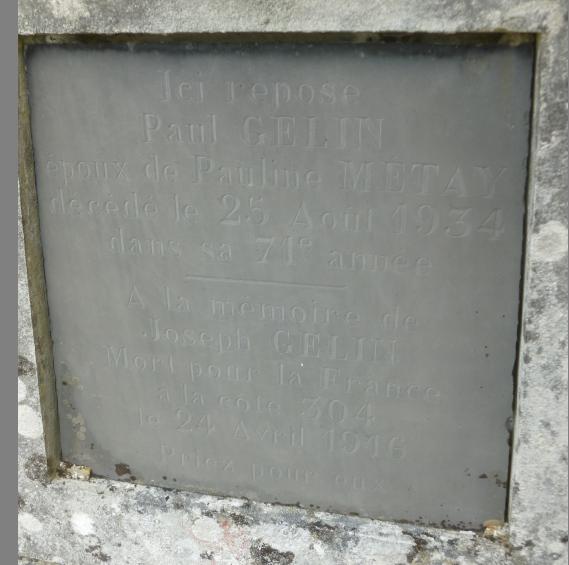 Ici repose
Paul GELIN
époux de Pauline METAY
décédé le 25 Août 1934
dans sa 71e année
A la mémoire de
Joseph GELIN
Mort pour la France
à la cote 304
le 24 Avril 1916
Priez pour eux